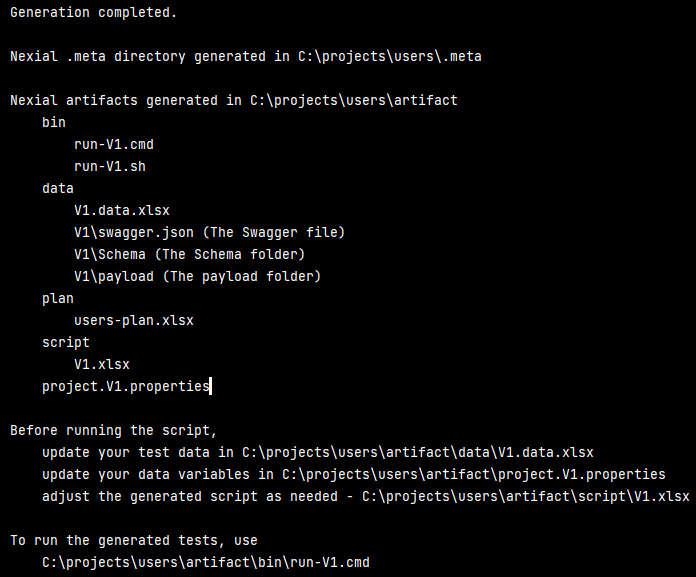 Generation completed.
Nexial .meta directory generated in C:\projects\users\.meta
Nexial artifacts generated in C:\projects\users\artifact
bin
run-V1.cmd
run-V1.sh
data
V1.data.xlsx
V1\swagger.json (The Swagger file)
V1\Schema (The Schema folder)
V1\payload (The payload folder)
plan
users-plan.xlsx
script
V1.xlsx
project.V1.properties
Before running the script,
update your test data in C:\projects\users\artifact\data\V1.data.xlsx
update your data variables in C:\projects\users\artifact\project.V1.properties
adjust the generated script as needed - C:\projects\users\artifact\script\V1.xlsx
To run the generated tests, use
C:\projects\users\artifact\bin\run-V1.cmd